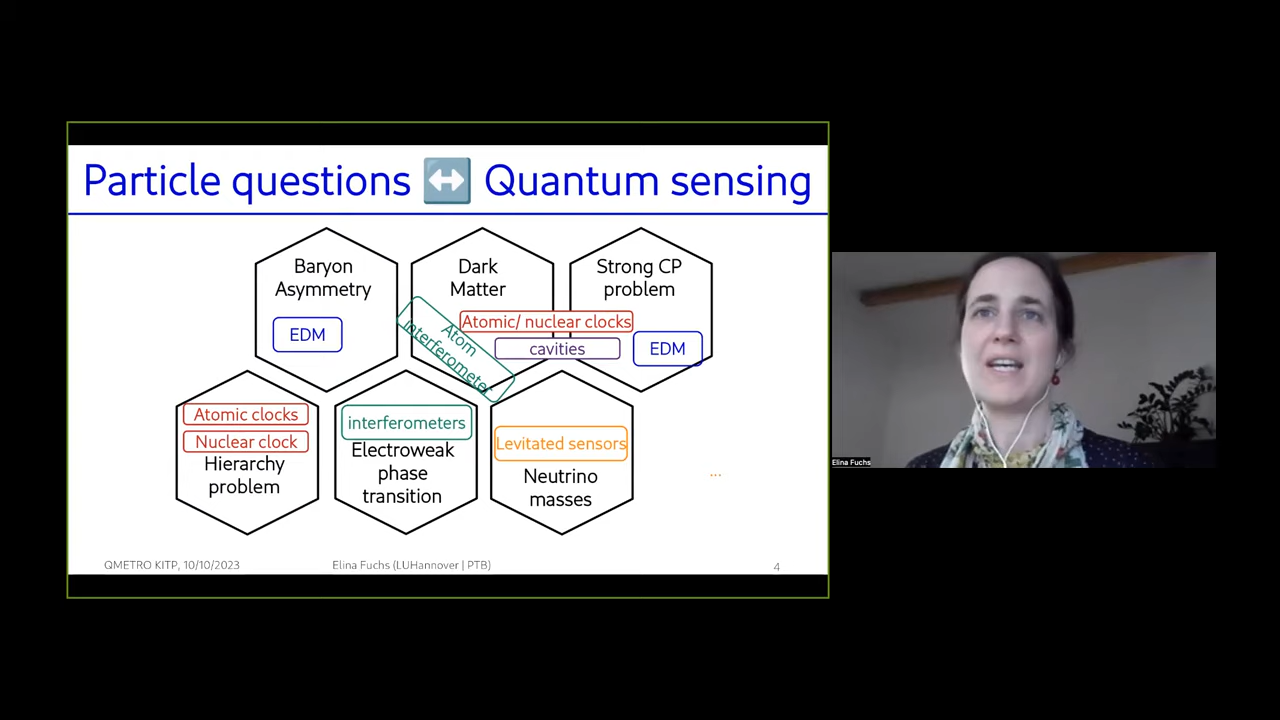 Particle questions ↔ Quantum sensing
Baryon
Asymmetry
EDM
Dark
Matter
Atom
interferometer
Strong CP
problem
Atomic/ nuclear clocks
cavities
EDM
Atomic clocks
Nuclear clock
Hierarchy
problem
interferometers
Electroweak
phase
transition
Levitated sensors
Neutrino
masses
...
QMETRO KITP, 10/10/2023
Elina Fuchs (LUHannover | PTB)
4
Elina Fuchs